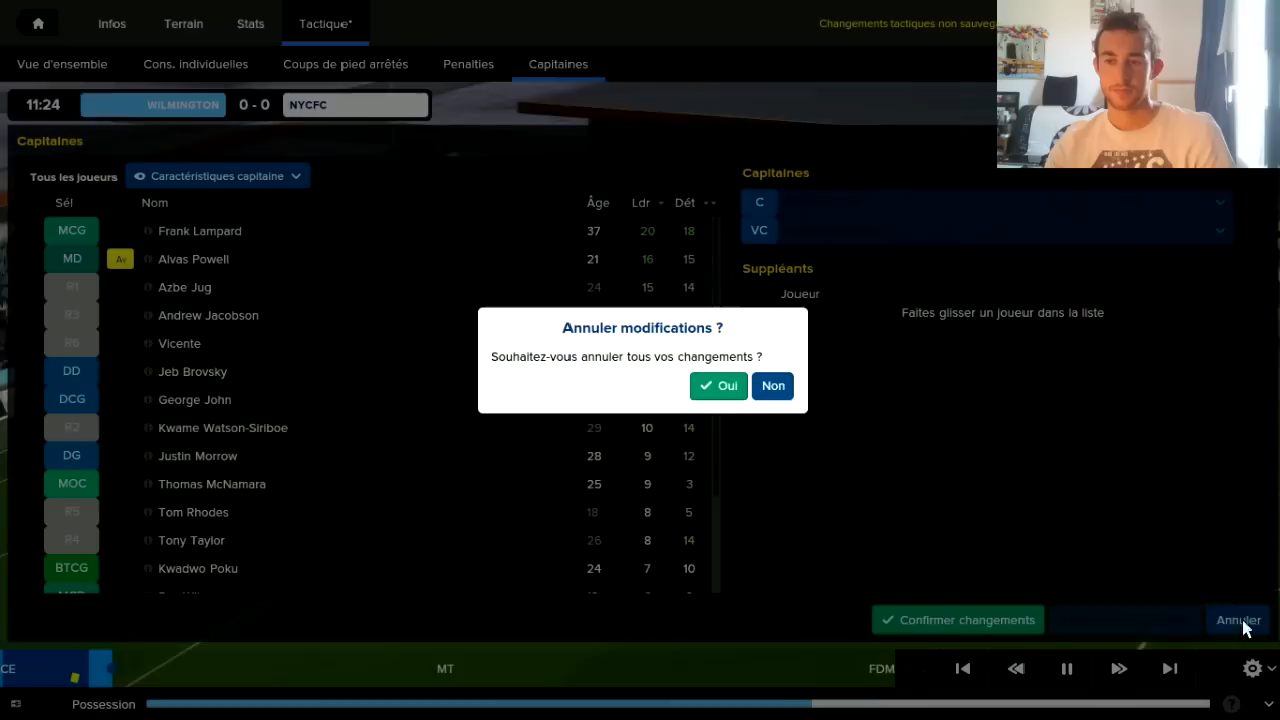 Infos Terrain Stats Tactique* Changements tactiques non sauveg
Vue d'ensemble Cons. individuelles Coups de pied arrêtés Penalties Capitaines
11:24 WILMINGTON 0 - 0 NYCFC
Capitaines
Tous les joueurs Caractéristiques capitaine
Sél Nom Âge Ldr Dét
MCG Frank Lampard 37 20 18
MD Av Alvas Powell 21 16 15
R1 Azbe Jug 24 15 14
R3 Andrew Jacobson
R6 Vicente
DD Jeb Brovsky
DCG George John
R2 Kwame Watson-Siriboe 29 10 14
DG Justin Morrow 28 9 12
MOC Thomas McNamara 25 9 3
R5 Tom Rhodes 18 8 5
R4 Tony Taylor 26 8 14
BTCG Kwadwo Poku 24 7 10
Capitaines
C
VC
Suppléants
Joueur
Faites glisser un joueur dans la liste
Annuler modifications ?
Souhaitez-vous annuler tous vos changements ?
Oui Non
Confirmer changements Annuler
CE MT FDM
Possession